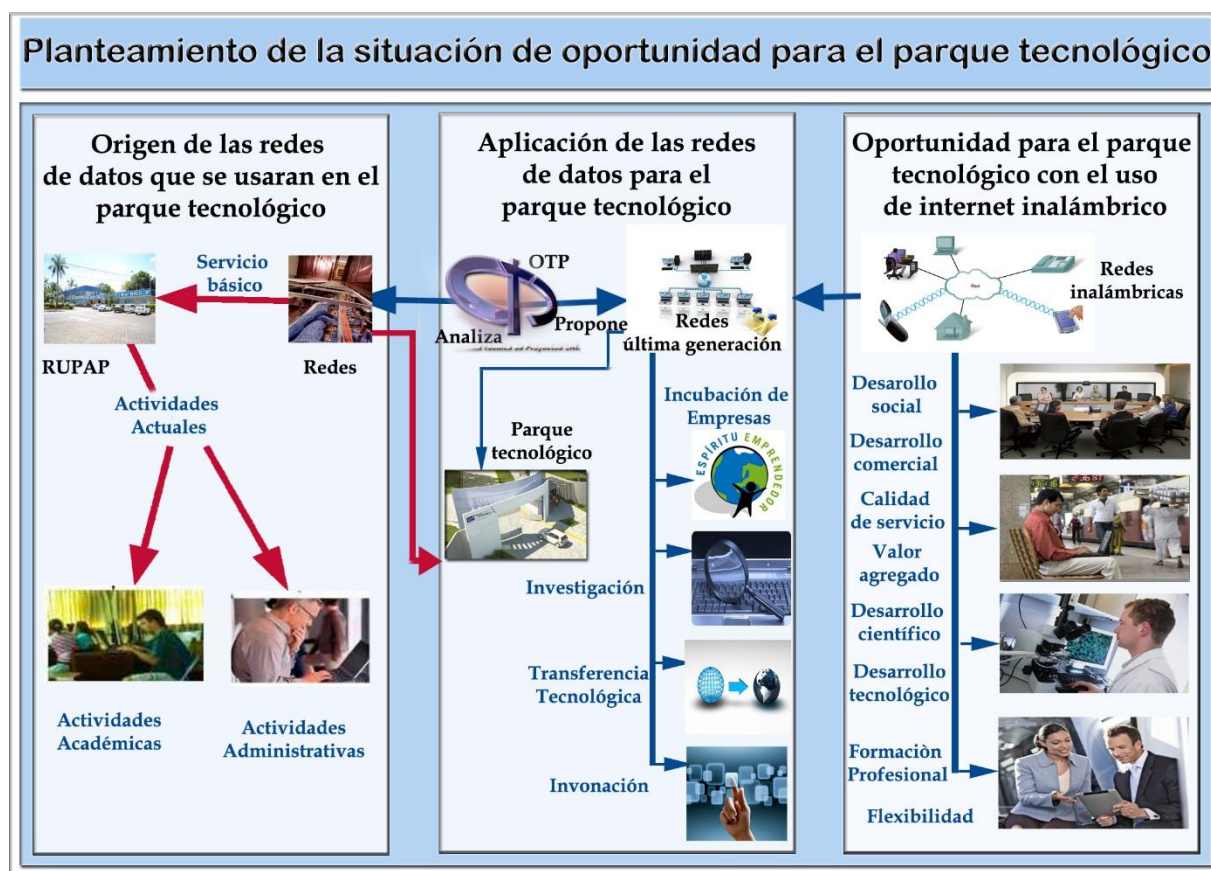 Planteamiento de la situación de oportunidad para el parque tecnológico
Origen de las redes
de datos que se usaran en el
parque tecnológico
Servicio
básico
RUPAP
Redes
Actividades
Actuales
Actividades
Académicas
Actividades
Administrativas
Aplicación de las redes
de datos para el
parque tecnológico
OTP
Analiza
Propone
Redes
última generación
Parque
tecnológico
Incubación de
Empresas
ESPÍRITU EMPRENDEDOR
Investigación
Transferencia
Tecnológica
Invonación
Oportunidad para el parque
tecnológico con el uso
de internet inalámbrico
Red
Redes
inalámbricas
Desarollo
social
Desarrollo
comercial
Calidad
de servicio
Valor
agregado
Desarrollo
científico
Desarrollo
tecnológico
Formaciòn
Profesional
Flexibilidad